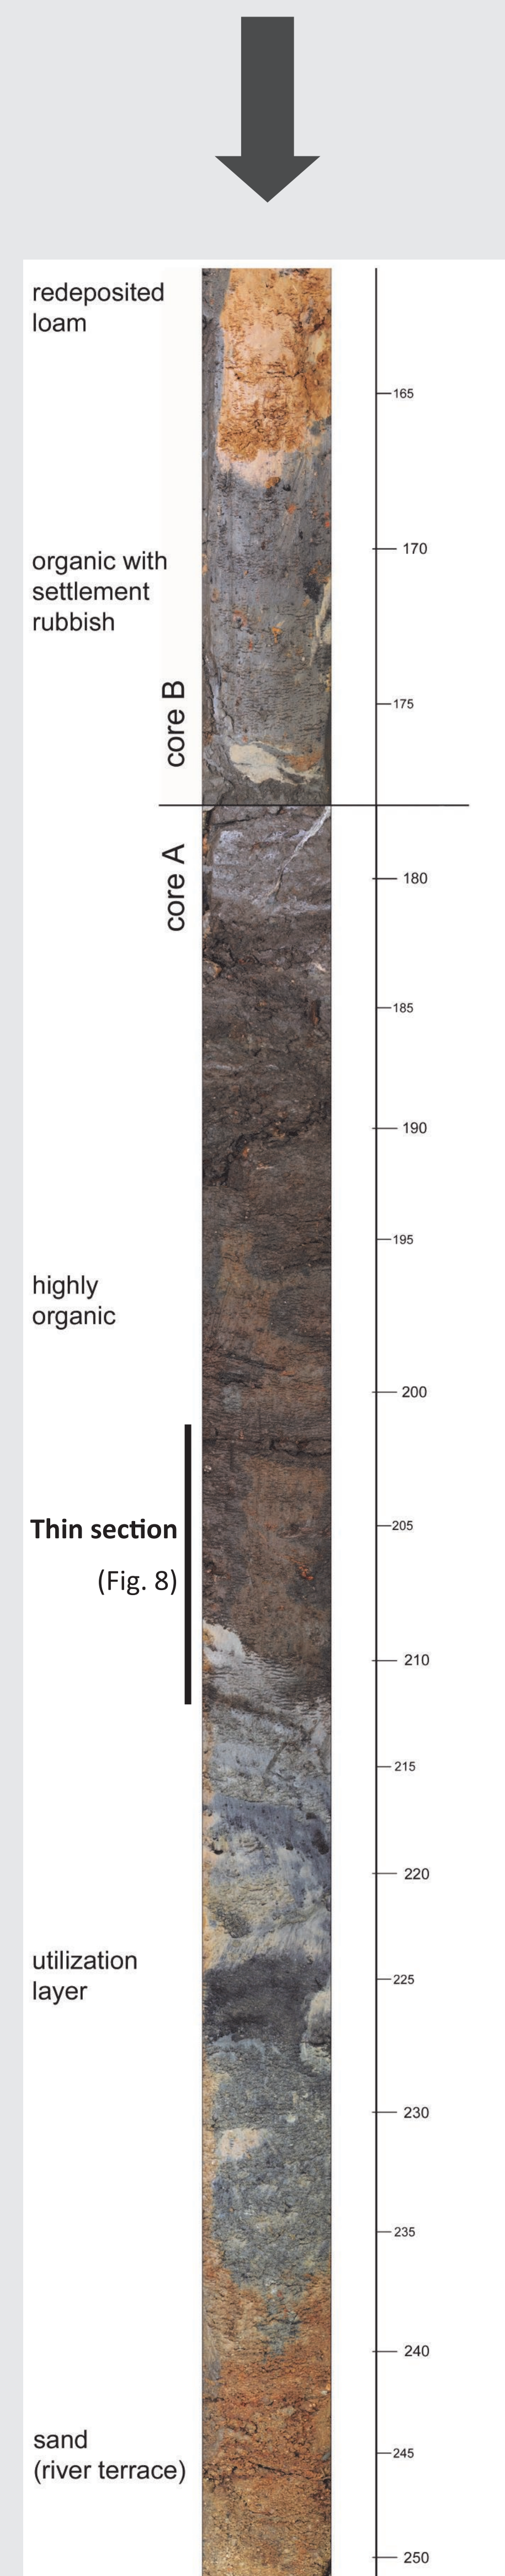 redeposited
loam
165
170
organic with
settlement
rubbish
175
core B
core A
180
185
190
195
highly
organic
200
Thin section
205
(Fig. 8)
210
215
220
utilization
layer
225
230
235
240
sand
(river terrace)
245
250